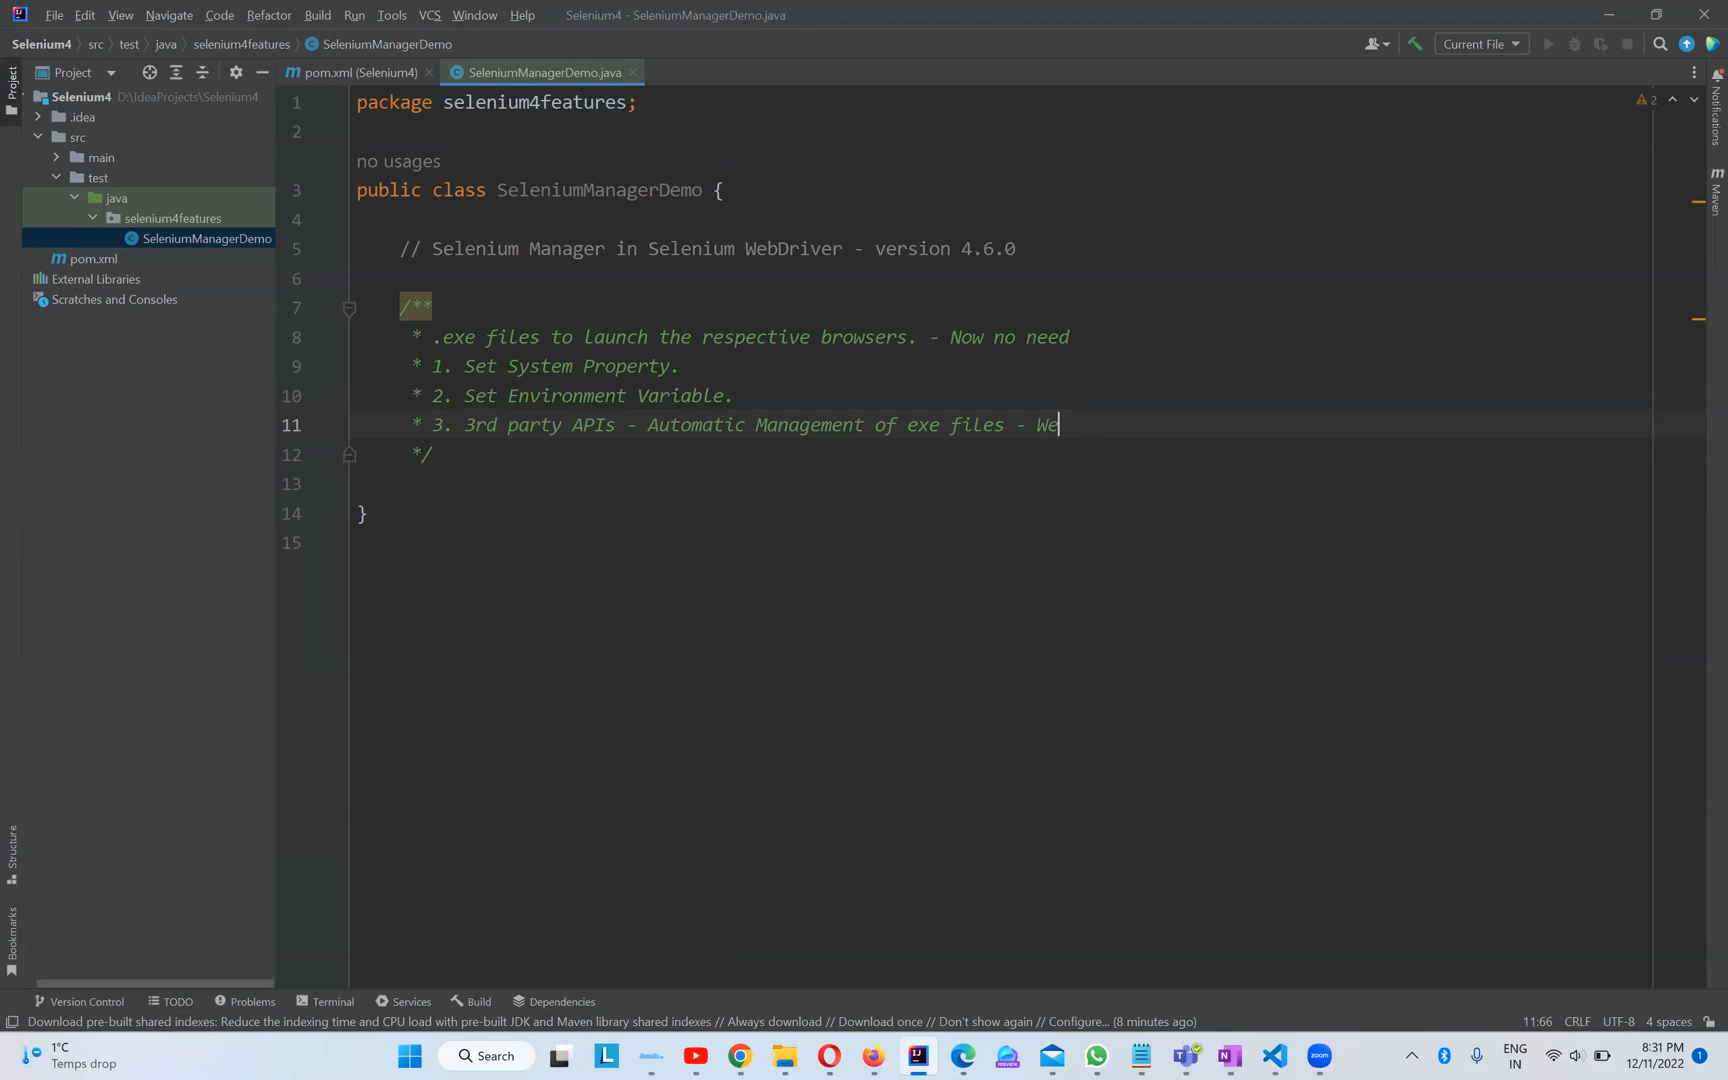 File Edit View Navigate Code Refactor Build Run Tools VCS Window Help Selenium4 - SeleniumManagerDemo.java
Selenium4 src test java selenium4features SeleniumManagerDemo Current File
Project pom.xml (Selenium4) SeleniumManagerDemo.java
Project
Selenium4 D:\IdeaProjects\Selenium4
.idea
src
main
test
java
selenium4features
SeleniumManagerDemo
pom.xml
External Libraries
Scratches and Consoles
1 package selenium4features;
2
2
no usages
3 public class SeleniumManagerDemo {
4
5 // Selenium Manager in Selenium WebDriver - version 4.6.0
6
7 /**
8 * .exe files to launch the respective browsers. - Now no need
9 * 1. Set System Property.
10 * 2. Set Environment Variable.
11 * 3. 3rd party APIs - Automatic Management of exe files - We
12 */
13
14 }
15
Notifications
Maven
Structure
Bookmarks
Version Control TODO Problems Terminal Services Build Dependencies
Download pre-built shared indexes: Reduce the indexing time and CPU load with pre-built JDK and Maven library shared indexes // Always download // Download once // Don't show again // Configure... (8 minutes ago) 11:66 CRLF UTF-8 4 spaces
1°C
Temps drop
Search
zoom
ENG
IN
8:31 PM
12/11/2022
1